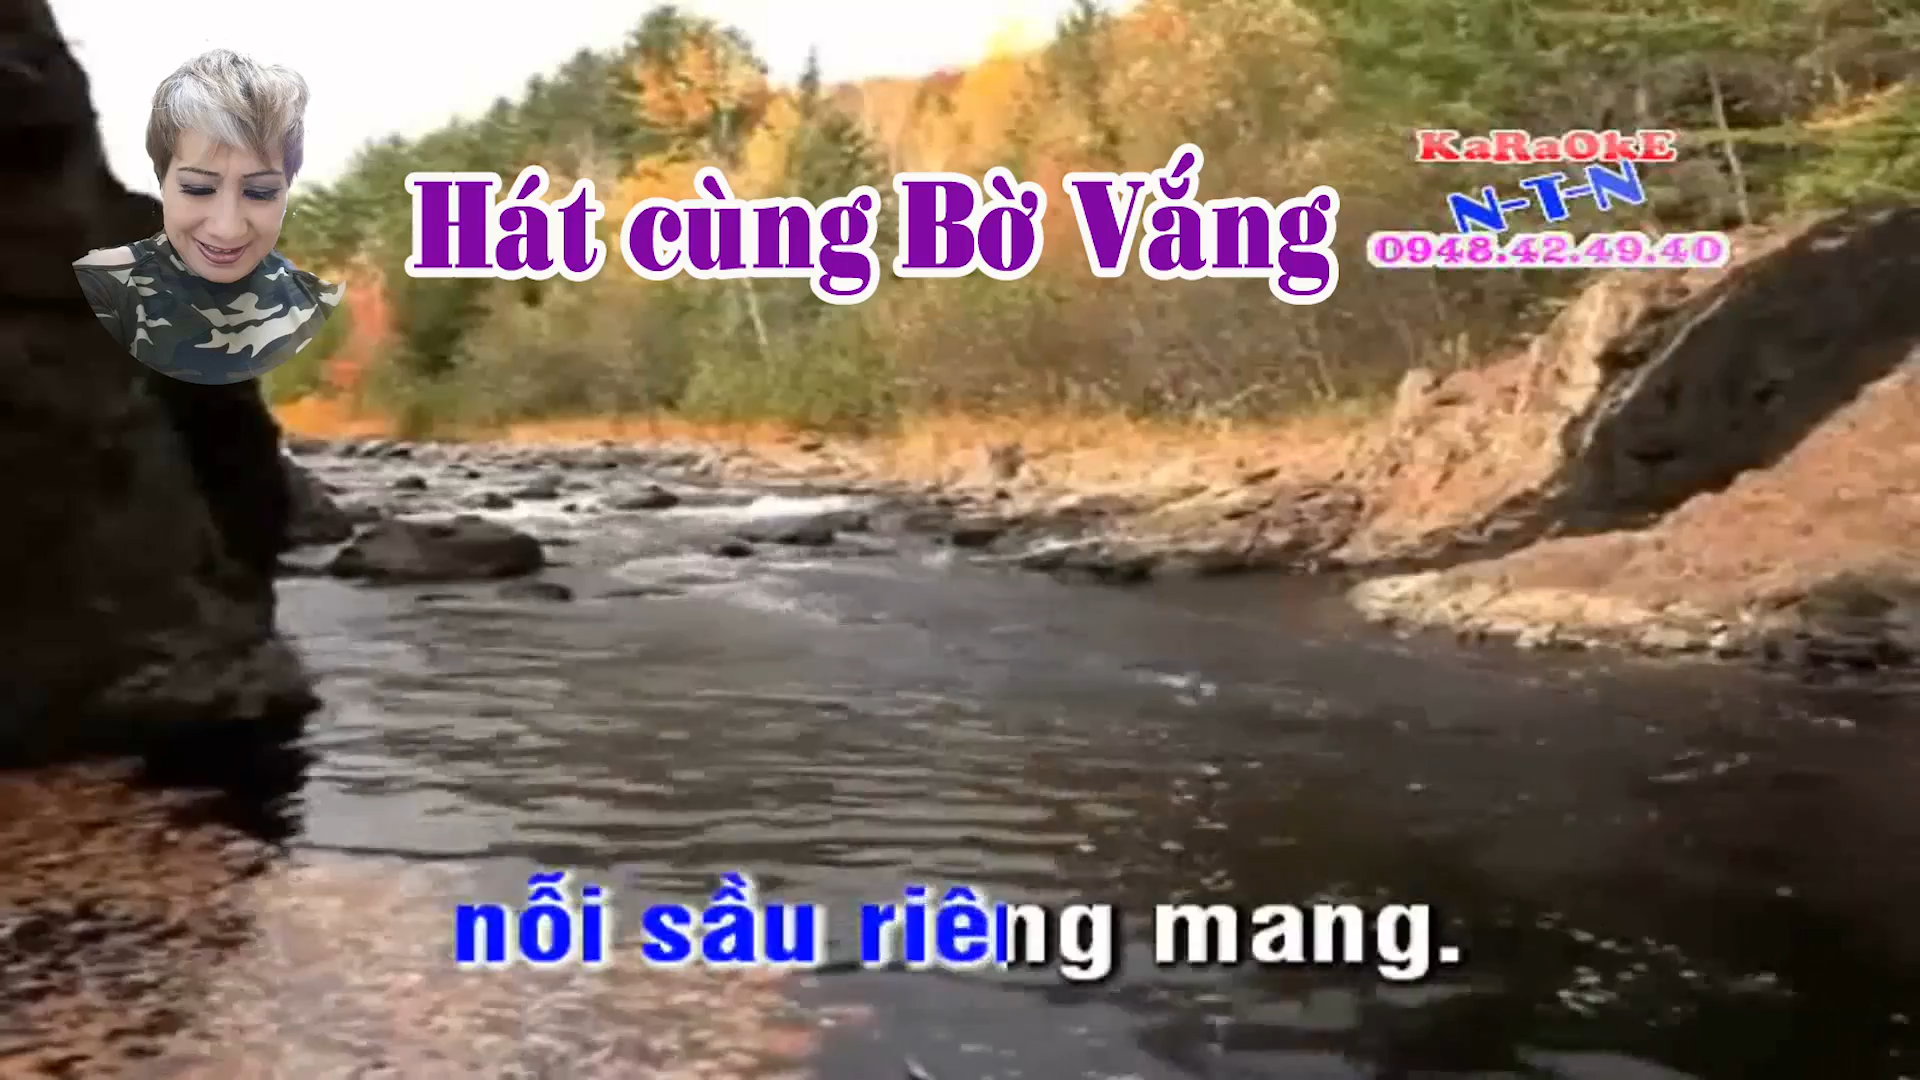 KaRaOkE
Hát cùng Bờ Vắng
N-T-N
0948.42.49.40
nỗi sầu riêng mang.